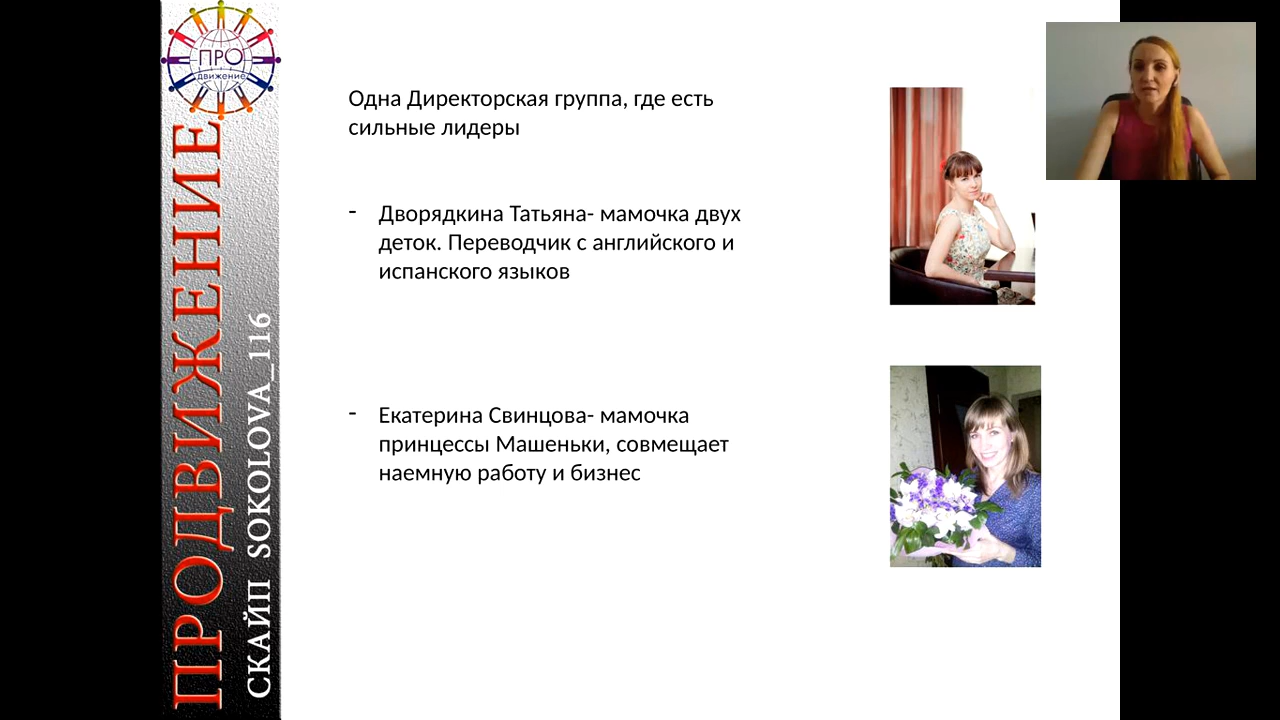 ПРО
движение
ПРОДВИЖЕНИЕ
СКАЙП SOKOLOVA_116
Одна Директорская группа, где есть
сильные лидеры
- Дворядкина Татьяна- мамочка двух
деток. Переводчик с английского и
испанского языков
- Екатерина Свинцова- мамочка
принцессы Машеньки, совмещает
наемную работу и бизнес